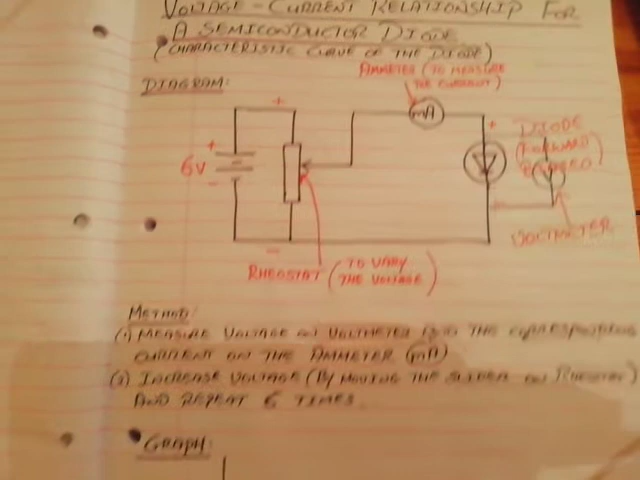 VOLTAGE - CURRENT RELATIONSHIP FOR
A SEMICONDUCTOR DIODE
(CHARACTERISTIC CURVE OF THE DIODE)
DIAGRAM:
AMMETER (TO MEASURE
THE CURRENT)
+
mA
+
DIODE
(FORWARD
BIASED)
+
6V
-
-
VOLTMETER
RHEOSTAT (TO VARY
THE VOLTAGE)
METHOD:
(1) MEASURE VOLTAGE ON VOLTMETER AND THE CORRESPONDING
CURRENT ON THE AMMETER (mA)
(2) INCREASE VOLTAGE (BY MOVING THE SLIDER ON RHEOSTAT)
AND REPEAT 6 TIMES.
GRAPH: